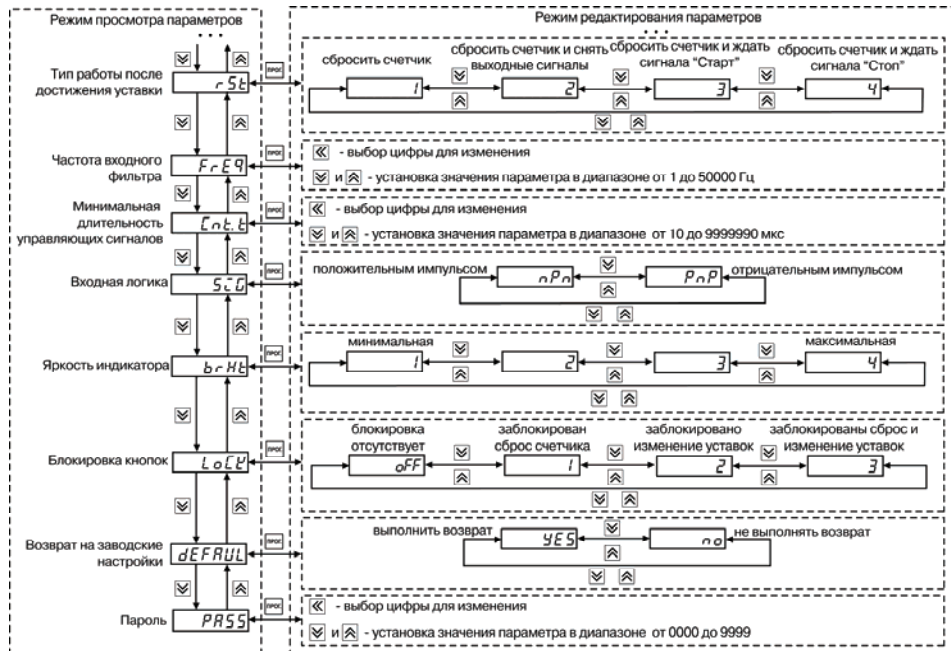 Режим просмотра параметров
Режим редактирования параметров
. . .
. . .
Тип работы после
достижения уставки
r St
ПРОГ
сбросить счетчик
1
сбросить счетчик и снять
выходные сигналы
2
сбросить счетчик и ждать
сигнала “Старт”
3
сбросить счетчик и ждать
сигнала “Стоп”
4
Частота входного
фильтра
FrE9
- выбор цифры для изменения
и - установка значения параметра в диапазоне от 1 до 50000 Гц
Минимальная
длительность
управляющих сигналов
Cnt.t
- выбор цифры для изменения
и - установка значения параметра в диапазоне от 10 до 9999990 мкс
Входная логика
SiG
положительным импульсом
nPn
PnP
отрицательным импульсом
Яркость индикатора
brHt
минимальная
1
2
3
максимальная
4
Блокировка кнопок
LoCK
блокировка
отсутствует
oFF
заблокирован
сброс счетчика
1
заблокировано
изменение уставок
2
заблокированы сброс и
изменение уставок
3
Возврат на заводские
настройки
dEFAUL
выполнить возврат
YES
no
не выполнять возврат
Пароль
PASS
- выбор цифры для изменения
и - установка значения параметра в диапазоне от 0000 до 9999